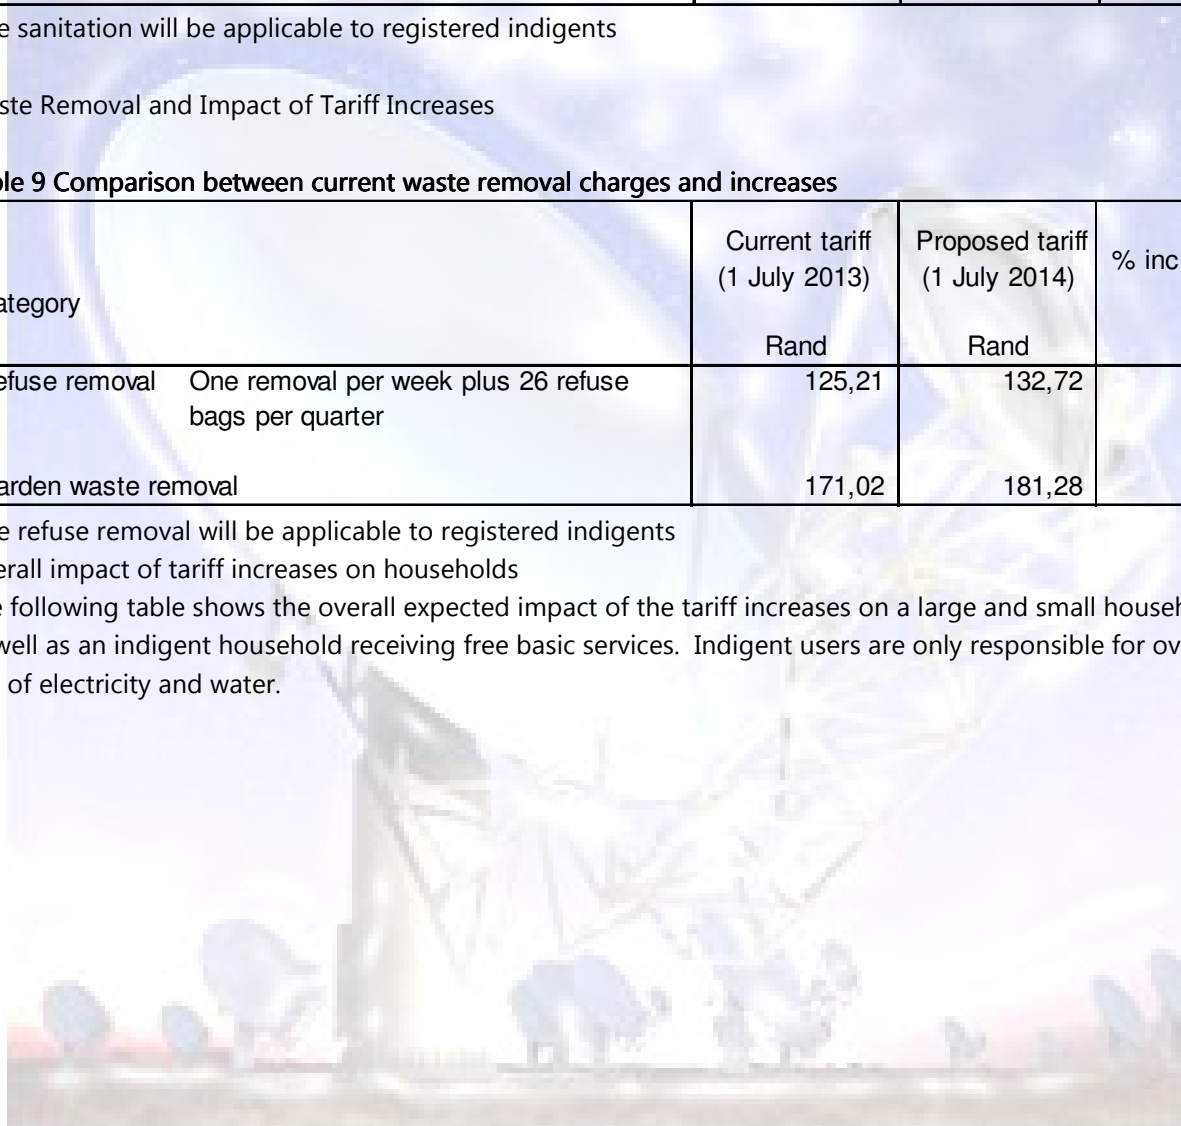 e sanitation will be applicable to registered indigents
ste Removal and Impact of Tariff Increases
le 9 Comparison between current waste removal charges and increases
ategory
Current tariff (1 July 2013) Rand
Proposed tariff (1 July 2014) Rand
% inc
efuse removal One removal per week plus 26 refuse 125,21 132,72
bags per quarter
arden waste removal 171,02 181,28
e refuse removal will be applicable to registered indigents
erall impact of tariff increases on households
e following table shows the overall expected impact of the tariff increases on a large and small househ
well as an indigent household receiving free basic services. Indigent users are only responsible for ov
of electricity and water.